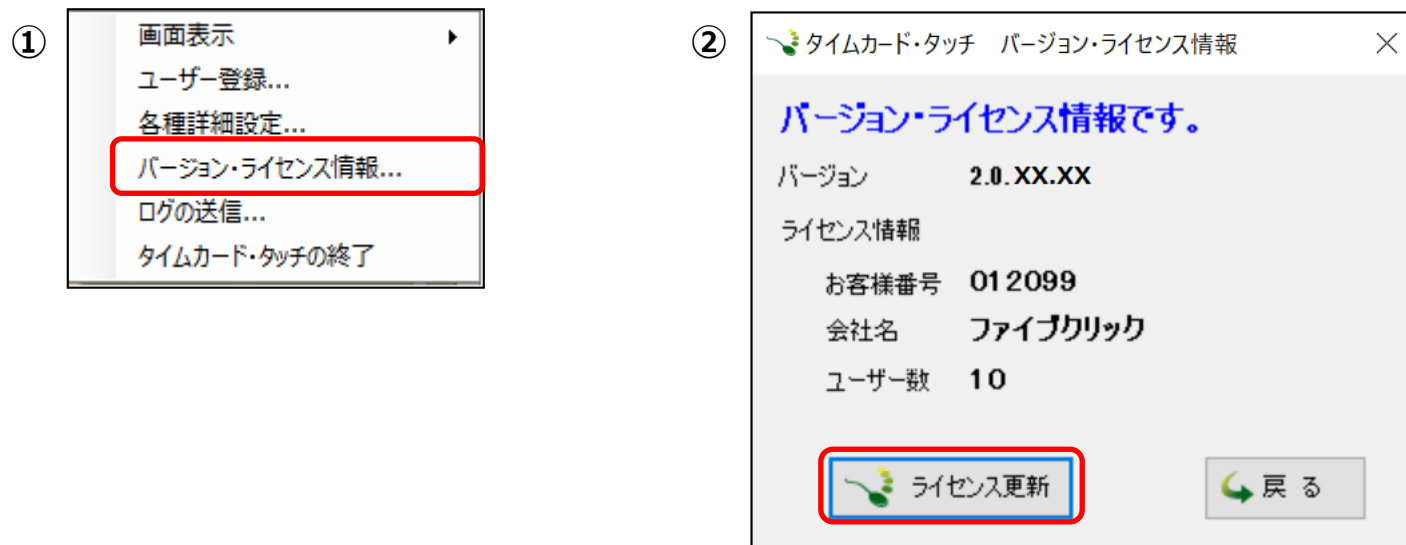 ①
画面表示
ユーザー登録...
各種詳細設定...
バージョン・ライセンス情報...
ログの送信...
タイムカード・タッチの終了
②
タイムカード・タッチ バージョン・ライセンス情報
バージョン・ライセンス情報です。
バージョン 2.0.XX.XX
ライセンス情報
お客様番号 012099
会社名 ファイブクリック
ユーザー数 10
ライセンス更新 戻 る